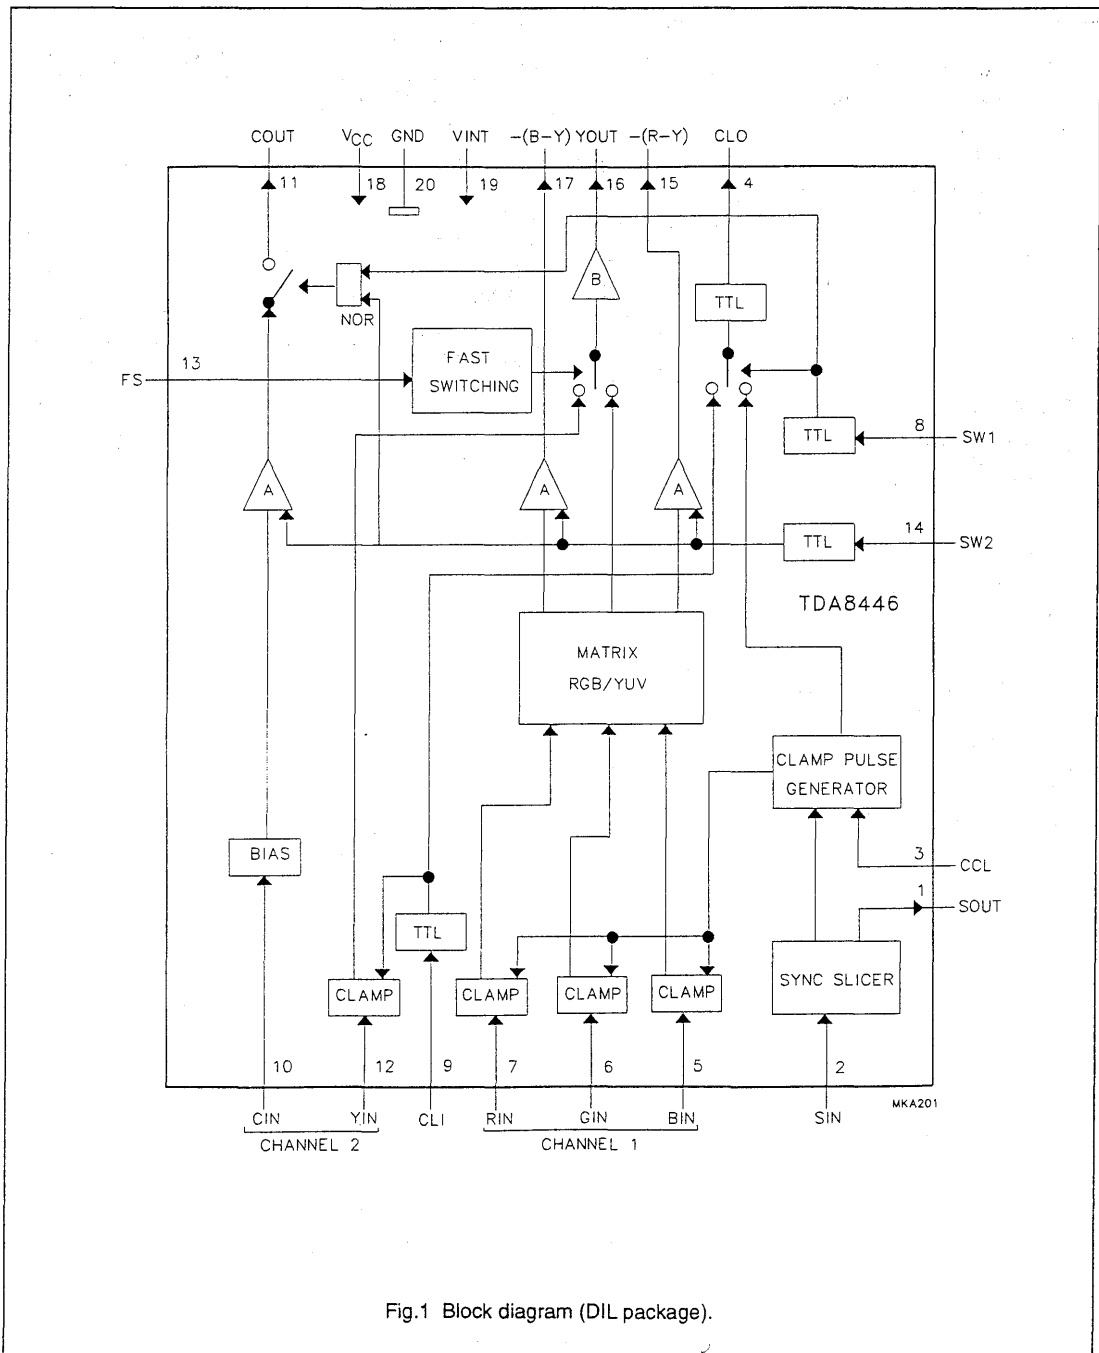 COUT VCC GND VINT -(B-Y) YOUT -(R-Y) CLO
11 18 20 19 17 16 15 4
B
TTL
NOR
13
FS
FAST
SWITCHING
TTL
8
SW1
A A A
TTL
14
SW2
TDA8446
MATRIX
RGB/YUV
CLAMP PULSE
GENERATOR
BIAS
3
CCL
1
SOUT
TTL
SYNC SLICER
CLAMP CLAMP CLAMP CLAMP
10 12 9 7 6 5 2
MKA201
CIN Y.IN CLI RIN GIN BIN SIN
CHANNEL 2 CHANNEL 1
Fig.1 Block diagram (DIL package).